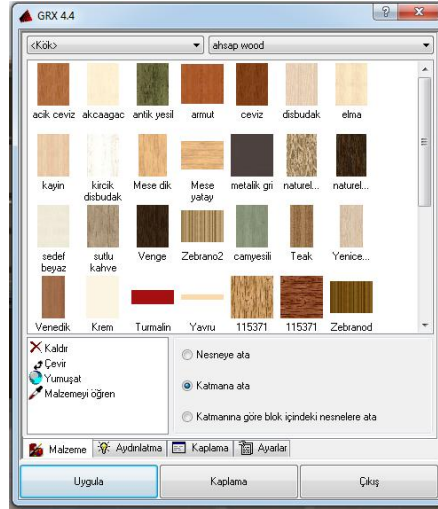 GRX 4.4
<Kök> ahsap wood
acik ceviz akcaagac antik yesil armut ceviz disbudak elma
kayin kircik disbudak Mese dik Mese yatay metalik gri naturel... naturel...
sedef beyaz sutlu kahve Venge Zebrano2 camyesili Teak Yenice...
Venedik Krem Turmalin Yavru 115371 115371 Zebranod
Kaldır
Çevir
Yumuşat
Malzemeyi öğren
Nesneye ata
Katmana ata
Katmanına göre blok içindeki nesnelere ata
Malzeme Aydınlatma Kaplama Ayarlar
Uygula Kaplama Çıkış